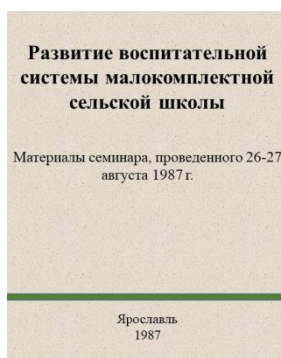 Развитие воспитательной
системы малокомплектной
сельской школы
Материалы семинара, проведенного 26-27
августа 1987 г.
Ярославль
1987